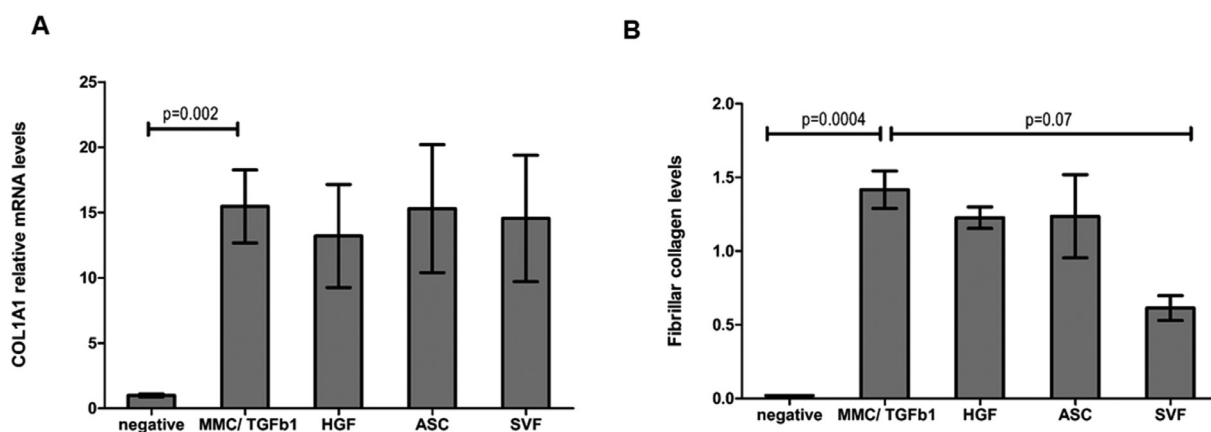 A
COL1A1 relative mRNA levels
25
20
15
10
5
0
p=0.002
negative MMC/ TGFb1 HGF ASC SVF
B
Fibrillar collagen levels
2.0
1.5
1.0
0.5
0.0
p=0.0004 p=0.07
negative MMC/ TGFb1 HGF ASC SVF